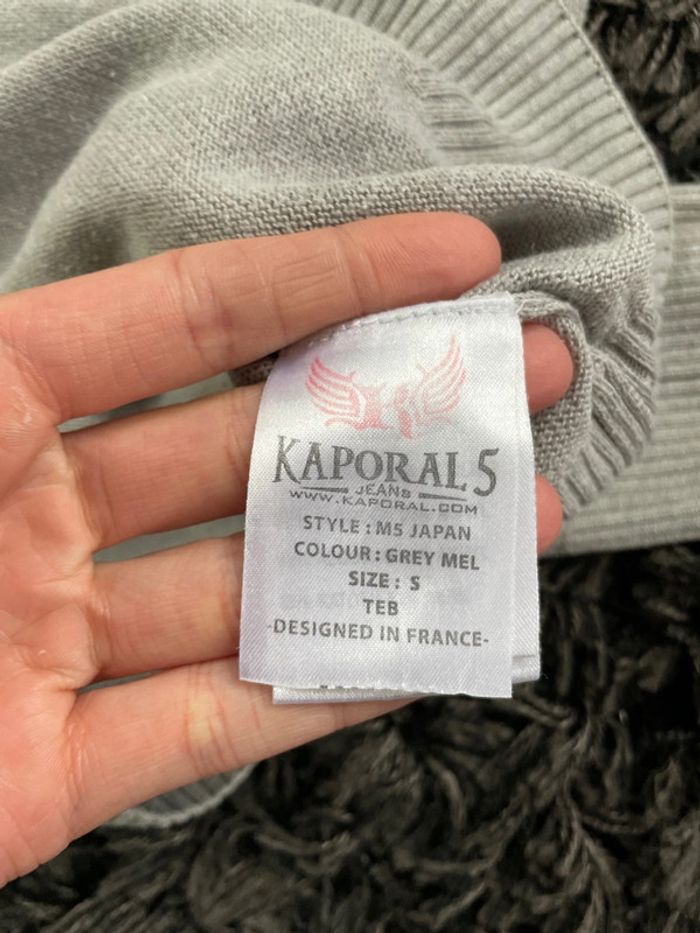 KAPORAL 5
JEANS
WWW.KAPORAL.COM
STYLE : M5 JAPAN
COLOUR : GREY MEL
SIZE : S
TEB
-DESIGNED IN FRANCE-